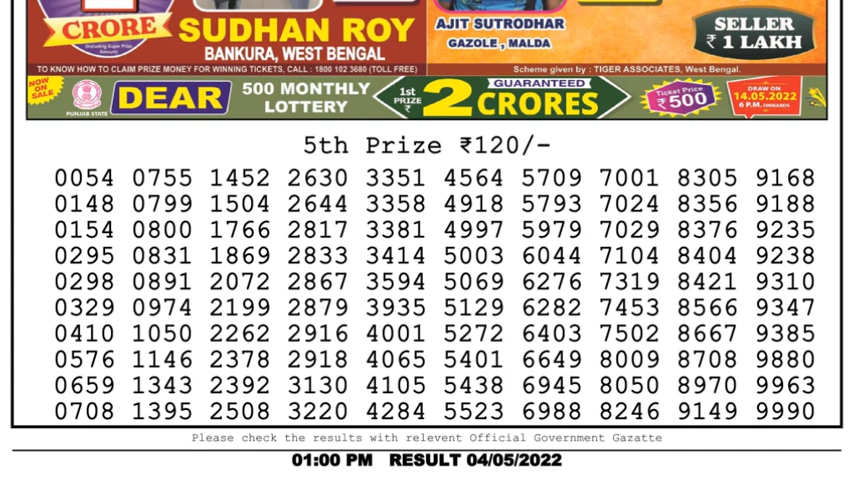 CRORE
(Including Super Prize Amount)
SUDHAN ROY
BANKURA, WEST BENGAL
AJIT SUTRODHAR
GAZOLE, MALDA
SELLER
₹ 1 LAKH
TO KNOW HOW TO CLAIM PRIZE MONEY FOR WINNING TICKETS, CALL : 1800 102 3680 (TOLL FREE)
Scheme given by : TIGER ASSOCIATES, West Bengal.
NOW ON SALE
PUNJAB STATE
DEAR
500 MONTHLY
LOTTERY
1st PRIZE ₹
2
GUARANTEED
CRORES
Ticket Price
₹500
DRAW ON
14.05.2022
6 P.M. ONWARDS
5th Prize ₹120/-
0054 0755 1452 2630 3351 4564 5709 7001 8305 9168
0148 0799 1504 2644 3358 4918 5793 7024 8356 9188
0154 0800 1766 2817 3381 4997 5979 7029 8376 9235
0295 0831 1869 2833 3414 5003 6044 7104 8404 9238
0298 0891 2072 2867 3594 5069 6276 7319 8421 9310
0329 0974 2199 2879 3935 5129 6282 7453 8566 9347
0410 1050 2262 2916 4001 5272 6403 7502 8667 9385
0576 1146 2378 2918 4065 5401 6649 8009 8708 9880
0659 1343 2392 3130 4105 5438 6945 8050 8970 9963
0708 1395 2508 3220 4284 5523 6988 8246 9149 9990
Please check the results with relevent Official Government Gazatte
01:00 PM RESULT 04/05/2022